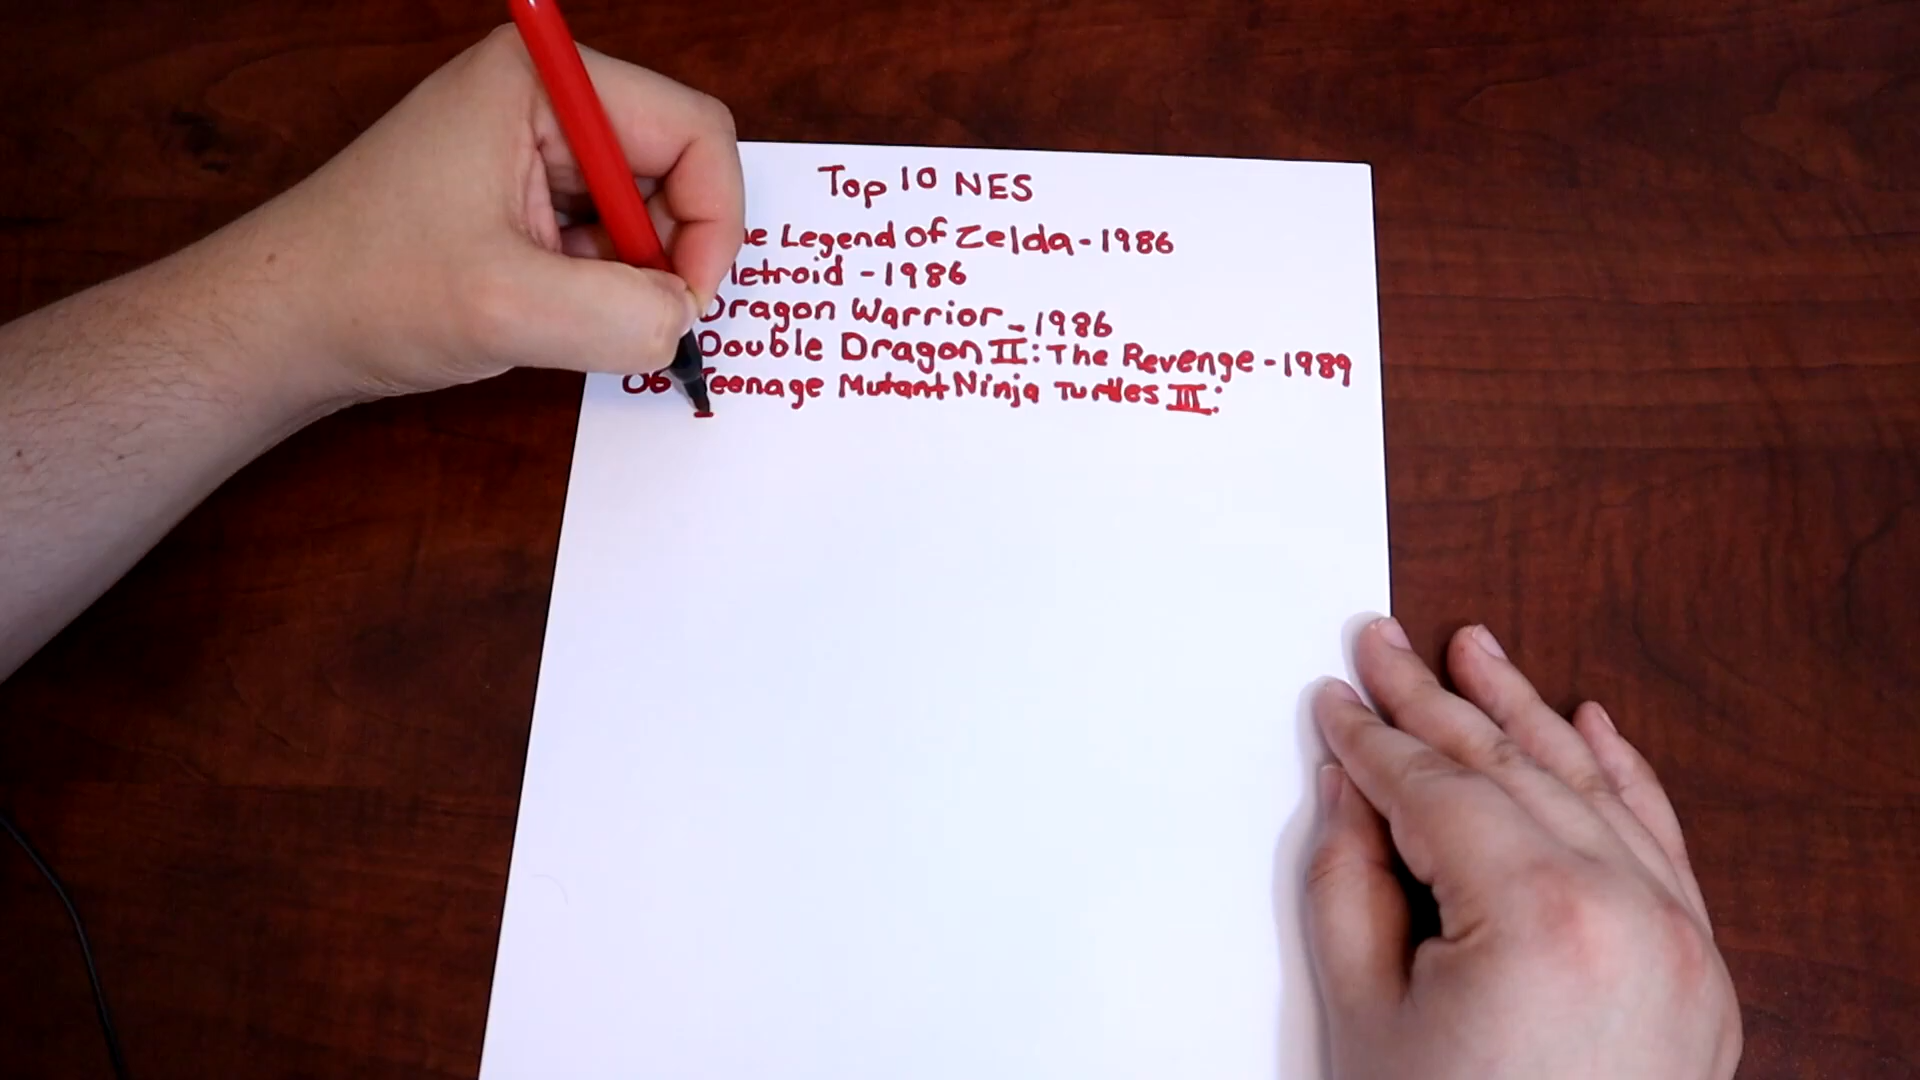 Top 10 NES
Legend Of Zelda - 1986
- 1986
Dragon Warrior - 1986
Double Dragon II: The Revenge - 1989
06 Teenage Mutant Ninja Turtles III: